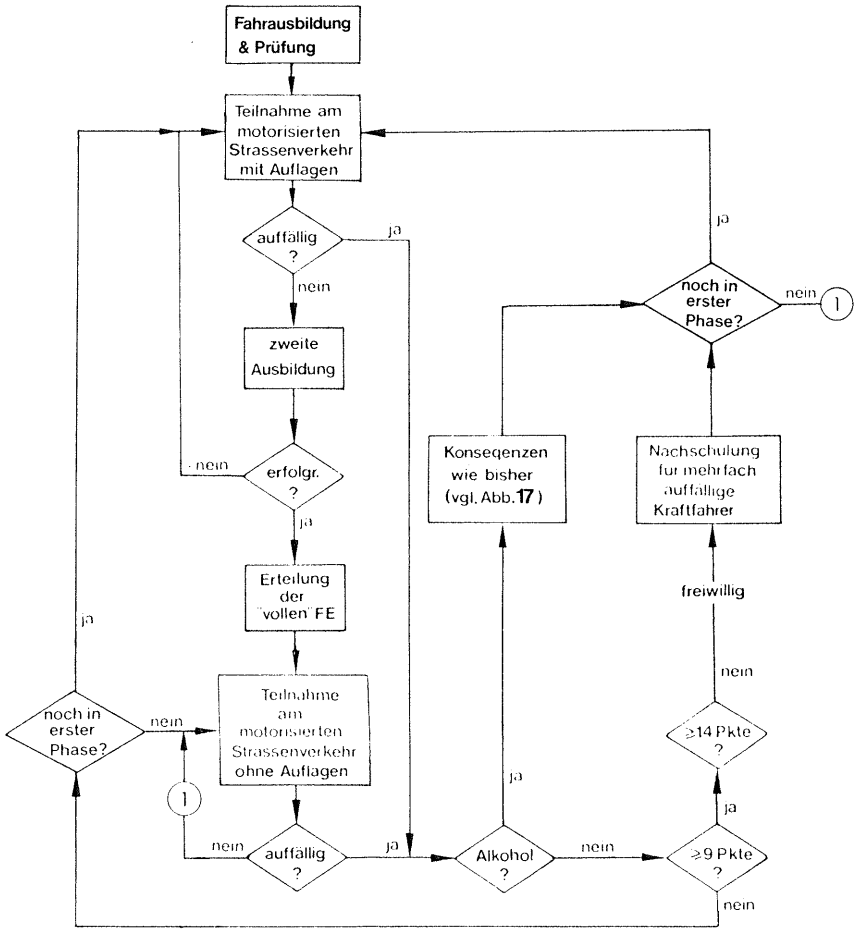 Fahrausbildung
& Prüfung
Teilnahme am
motorisierten
Strassenverkehr
mit Auflagen
auffällig
?
ja
nein
zweite
Ausbildung
nein
erfolgr.
?
ja
Erteilung
der
"vollen" FE
Teilnahme
am
motorisierten
Strassenverkehr
ohne Auflagen
ja
noch in
erster
Phase?
nein
1
nein
auffällig
?
ja
Alkohol
?
nein
ja
Konseqenzen
wie bisher
(vgl. Abb. 17)
≥9 Pkte
?
nein
ja
≥14 Pkte
?
nein
freiwillig
Nachschulung
für mehrfach
auffällige
Kraftfahrer
noch in
erster
Phase?
nein
1
ja